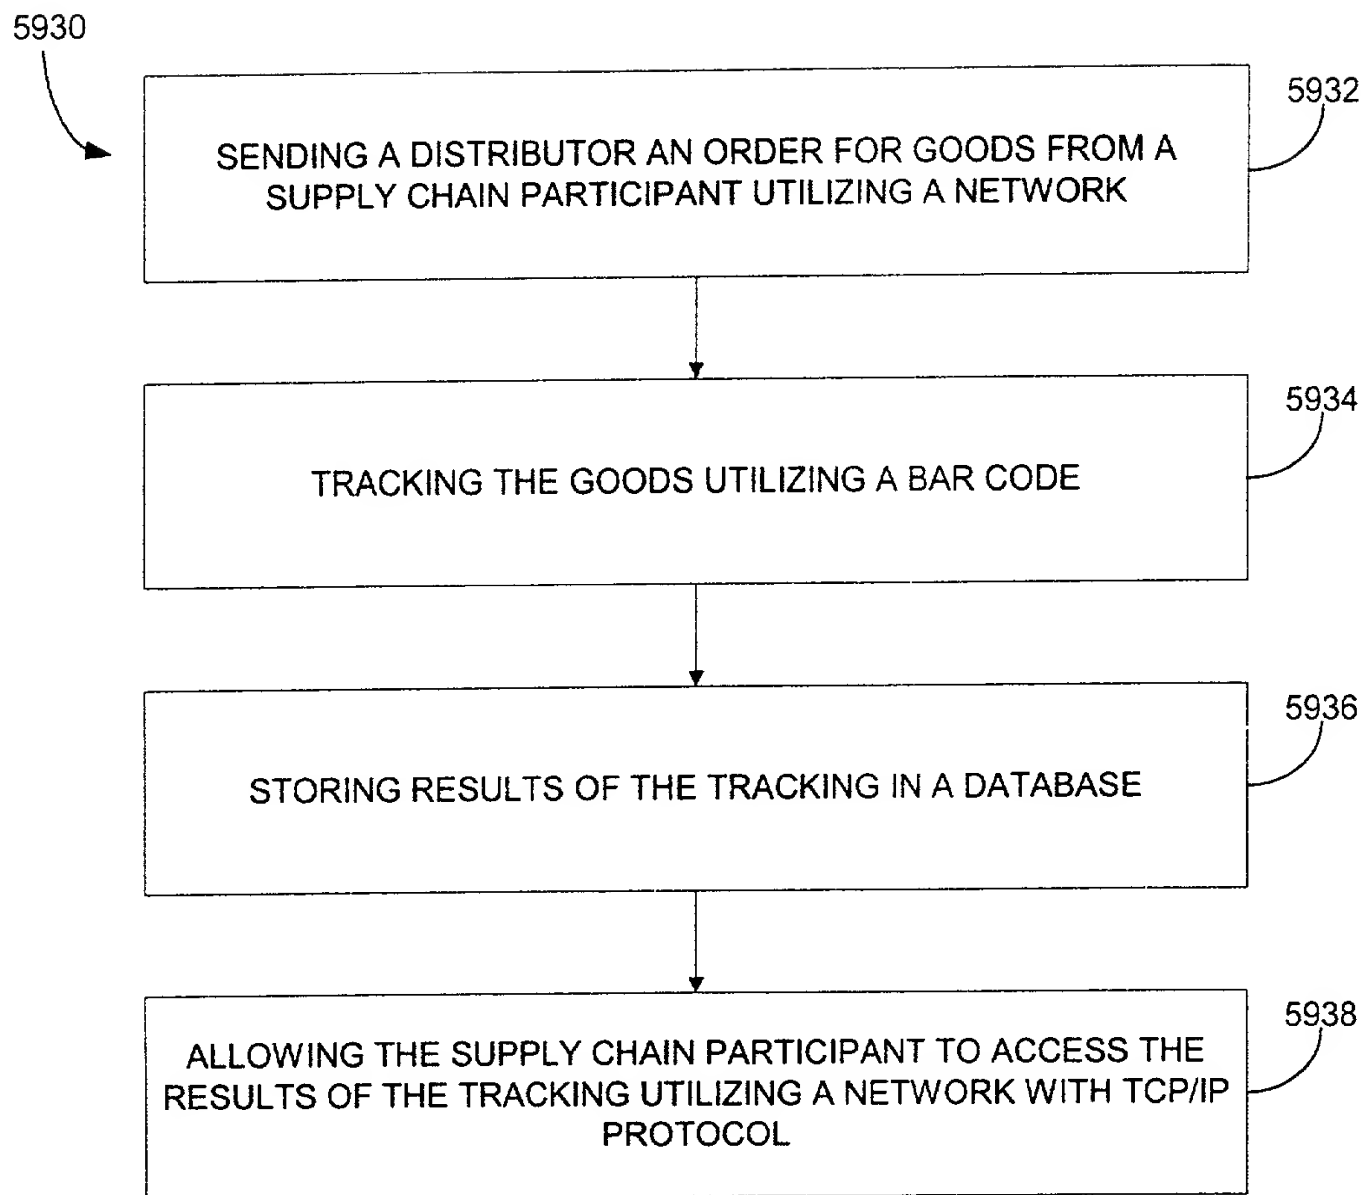 5930
5932
SENDING A DISTRIBUTOR AN ORDER FOR GOODS FROM A
SUPPLY CHAIN PARTICIPANT UTILIZING A NETWORK
5934
TRACKING THE GOODS UTILIZING A BAR CODE
5936
STORING RESULTS OF THE TRACKING IN A DATABASE
5938
ALLOWING THE SUPPLY CHAIN PARTICIPANT TO ACCESS THE
RESULTS OF THE TRACKING UTILIZING A NETWORK WITH TCP/IP
PROTOCOL